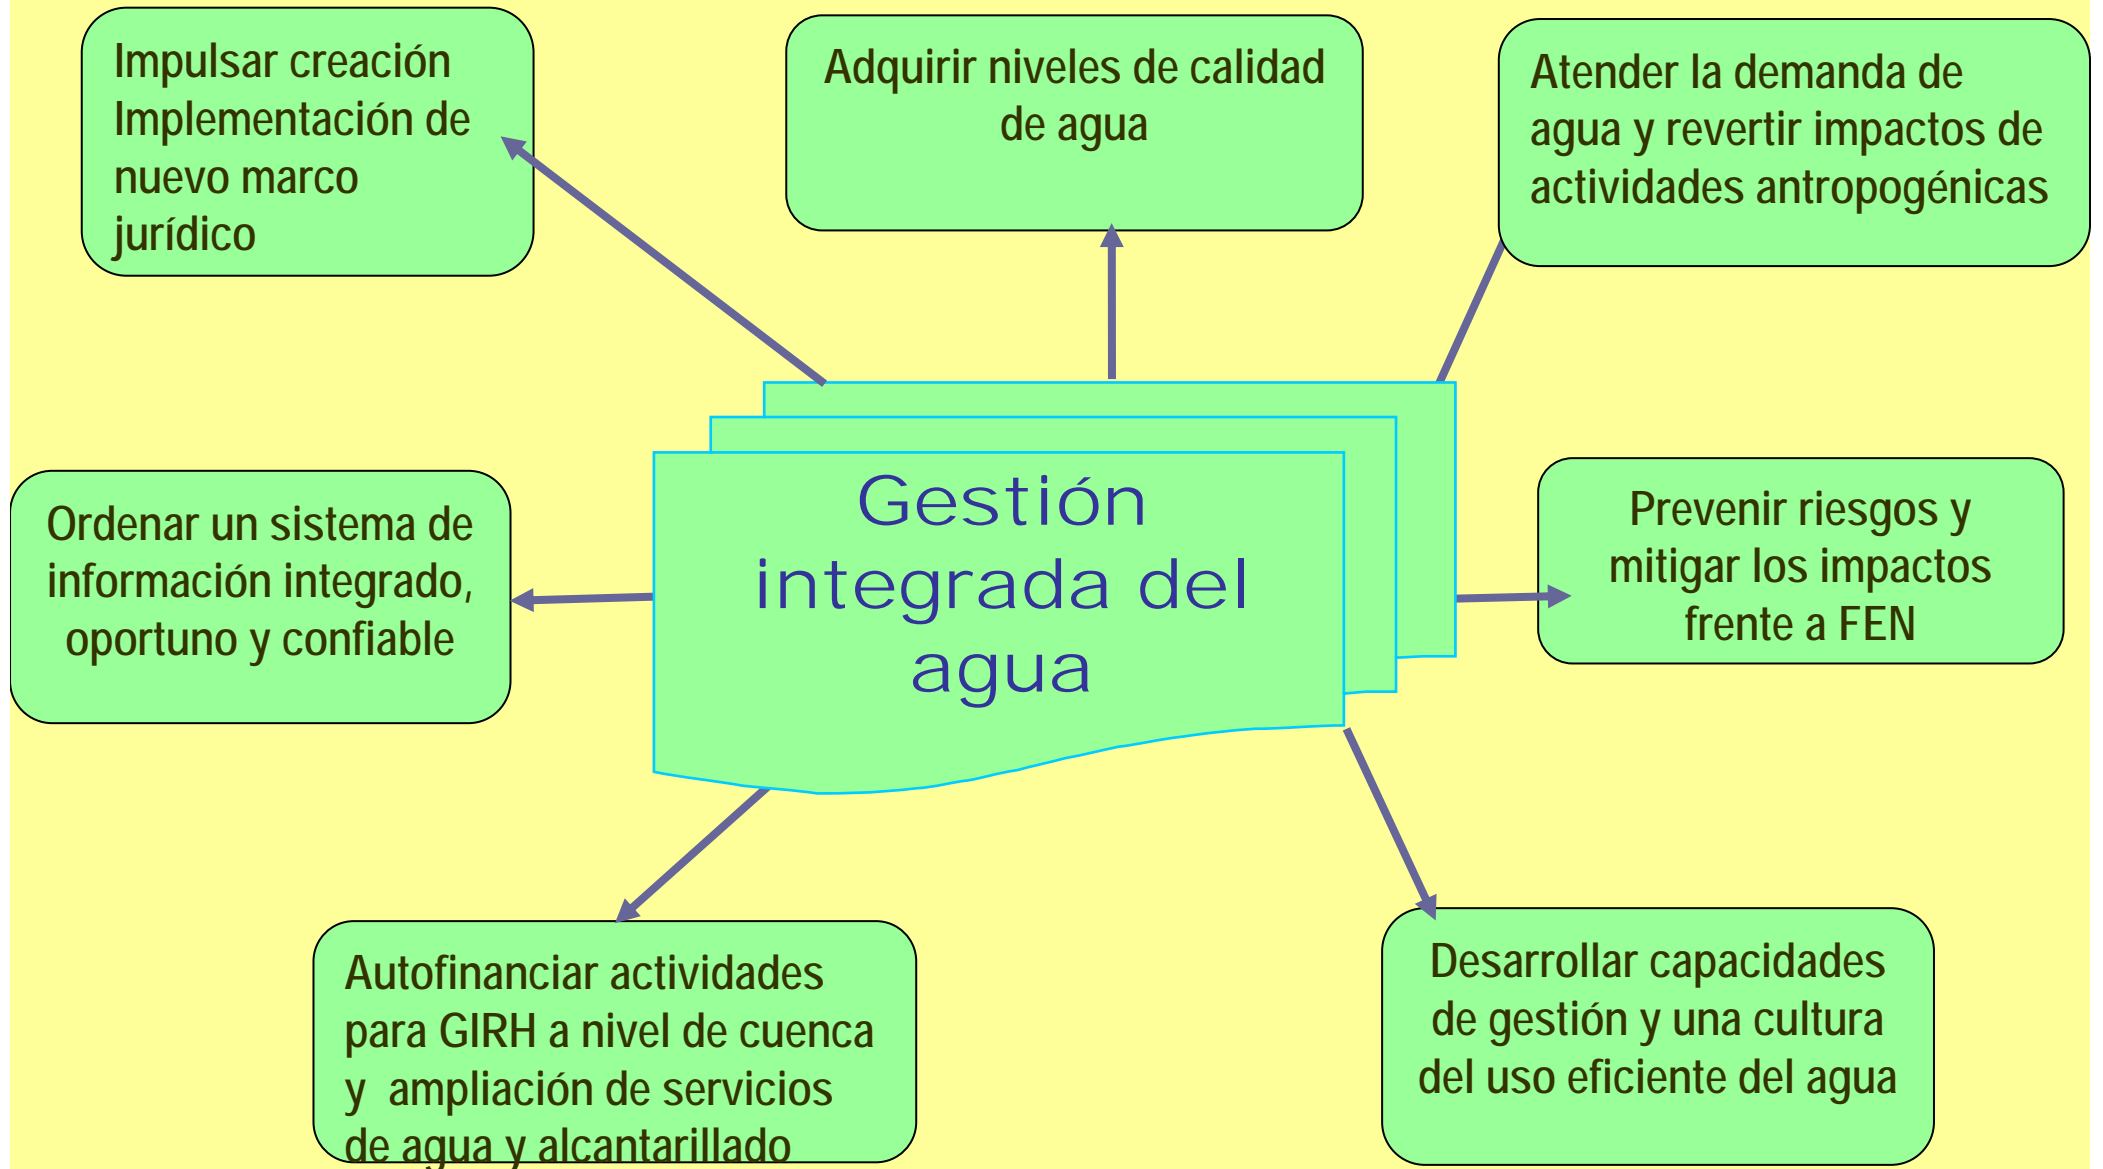 Impulsar creación
Implementación de
nuevo marco
jurídico
Adquirir niveles de calidad
de agua
Atender la demanda de
agua y revertir impactos de
actividades antropogénicas
Ordenar un sistema de
información integrado,
oportuno y confiable
Gestión
integrada del
agua
Prevenir riesgos y
mitigar los impactos
frente a FEN
Autofinanciar actividades
para GIRH a nivel de cuenca
y ampliación de servicios
de agua y alcantarillado
Desarrollar capacidades
de gestión y una cultura
del uso eficiente del agua